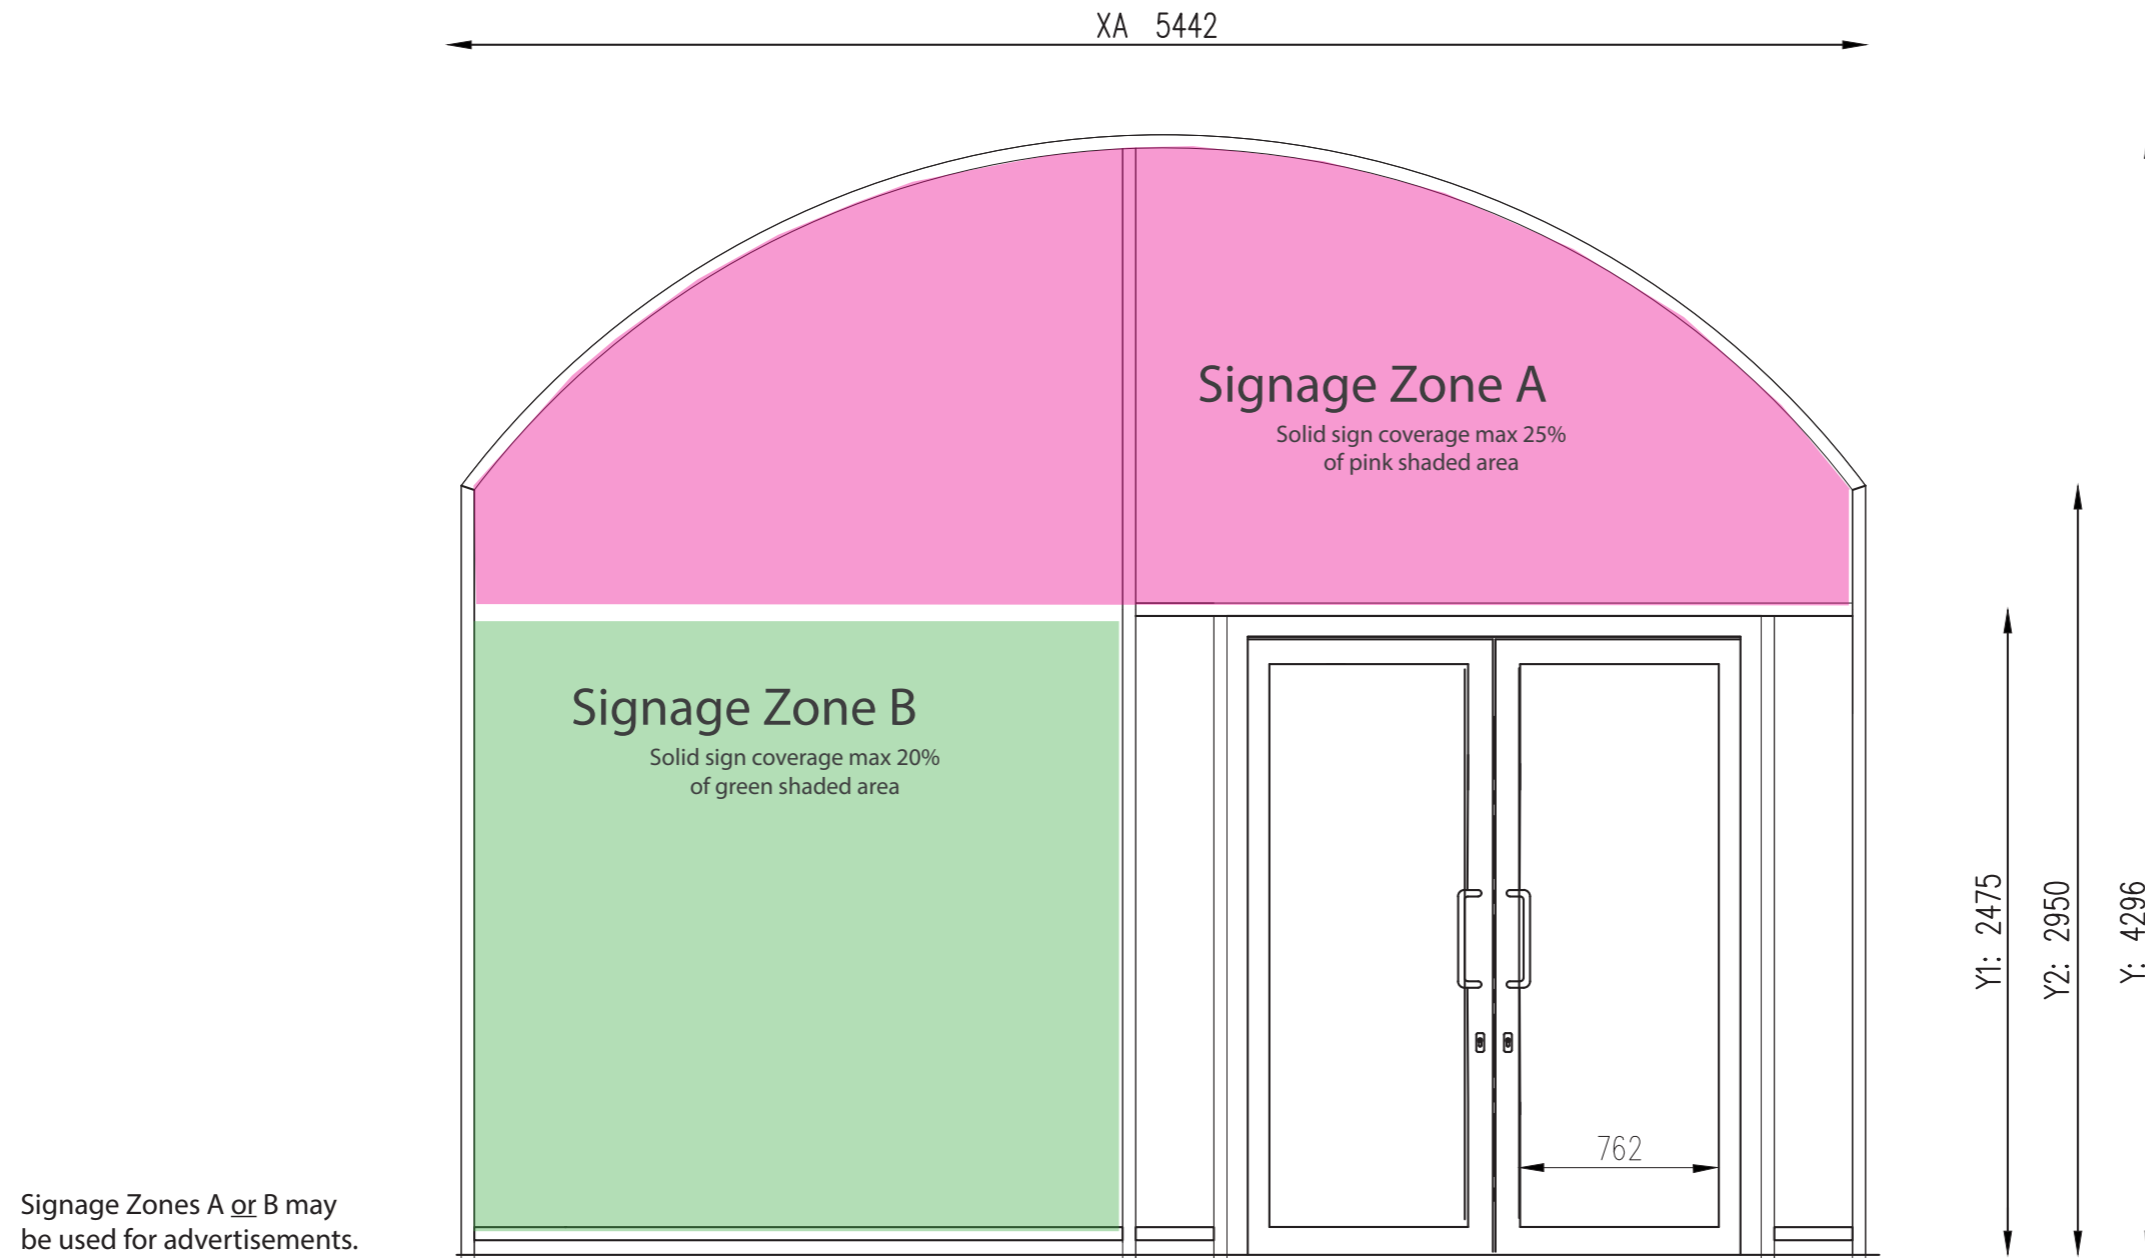 XA 5442
Signage Zone A
Solid sign coverage max 25%
of pink shaded area
Signage Zone B
Solid sign coverage max 20%
of green shaded area
Y1: 2475
Y2: 2950
Y: 4296
762
Signage Zones A or B may
be used for advertisements.